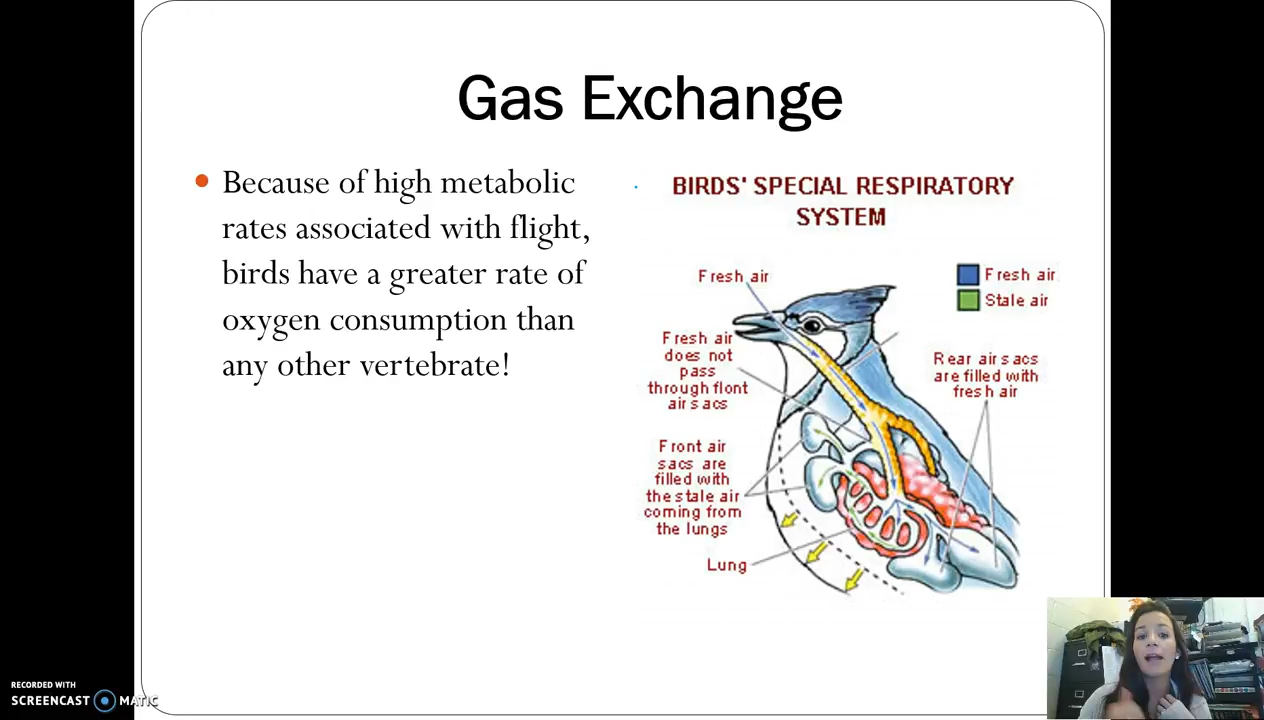 Gas Exchange
Because of high metabolic
rates associated with flight,
birds have a greater rate of
oxygen consumption than
any other vertebrate!
BIRDS' SPECIAL RESPIRATORY
SYSTEM
Fresh air
Fresh air
Stale air
Fresh air
does not
pass
through flont
air sacs
Rear air sacs
are filled with
fresh air
Front air
sacs are
filled with
the stale air
coming from
the lungs
Lung
RECORDED WITH
SCREENCAST MATIC